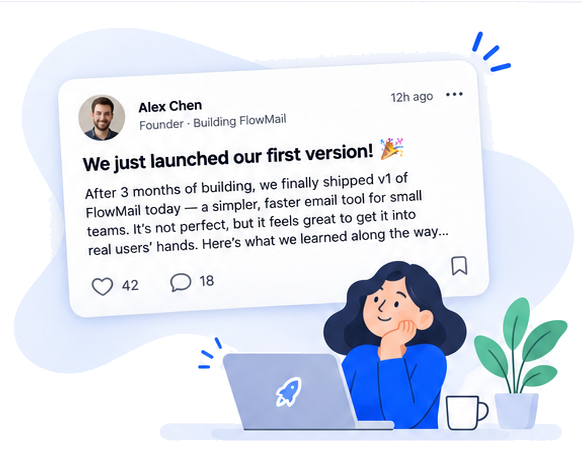 Alex Chen
12h ago
Founder · Building FlowMail
We just launched our first version! 🎉
After 3 months of building, we finally shipped v1 of
FlowMail today — a simpler, faster email tool for small
teams. It’s not perfect, but it feels great to get it into
real users’ hands. Here’s what we learned along the way...
42
18